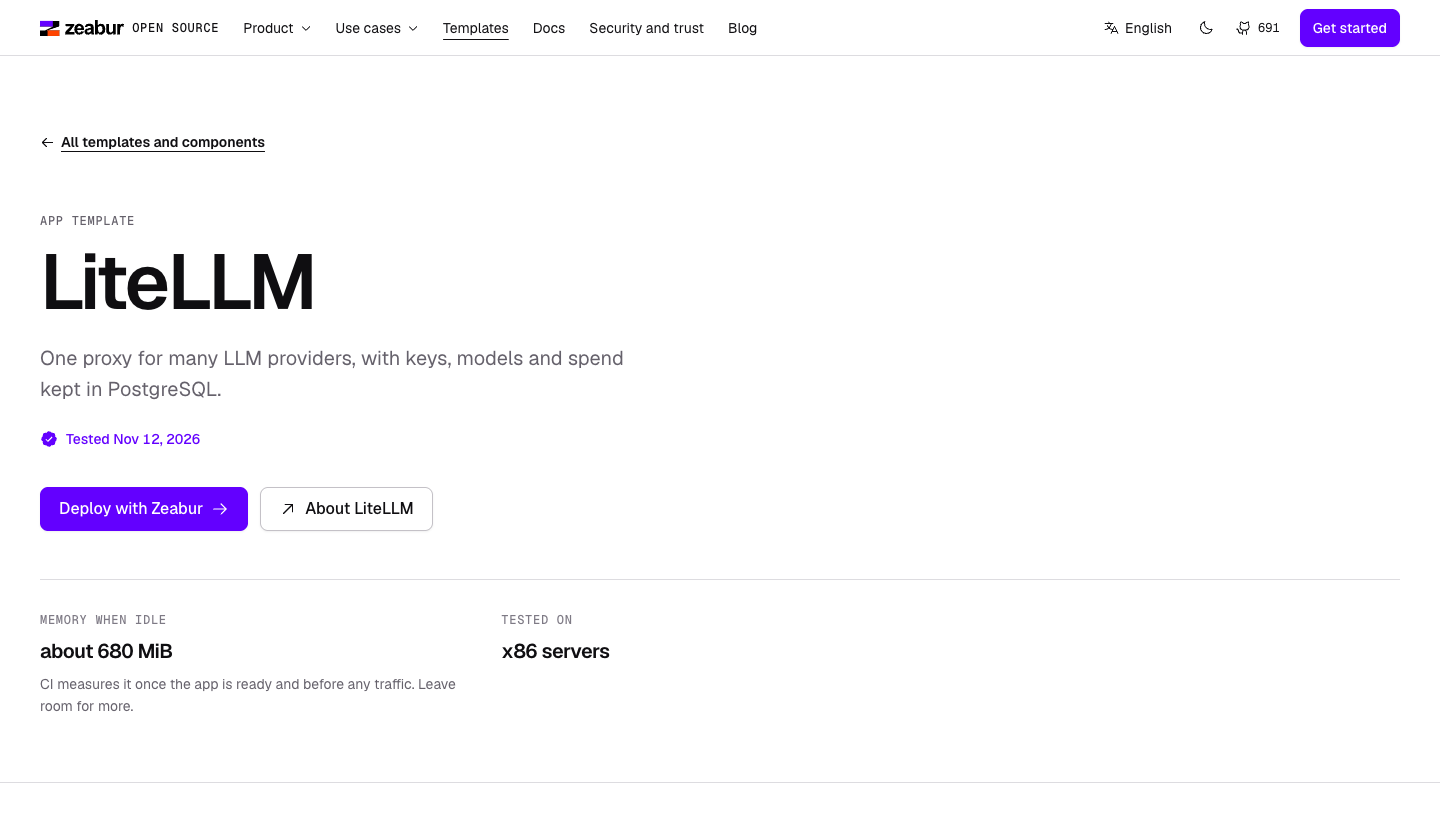 zeabur OPEN SOURCE Product Use cases Templates Docs Security and trust Blog English 691 Get started
All templates and components
APP TEMPLATE
LiteLLM
One proxy for many LLM providers, with keys, models and spend
kept in PostgreSQL.
Tested Nov 12, 2026
Deploy with Zeabur About LiteLLM
MEMORY WHEN IDLE
about 680 MiB
CI measures it once the app is ready and before any traffic. Leave
room for more.
TESTED ON
x86 servers